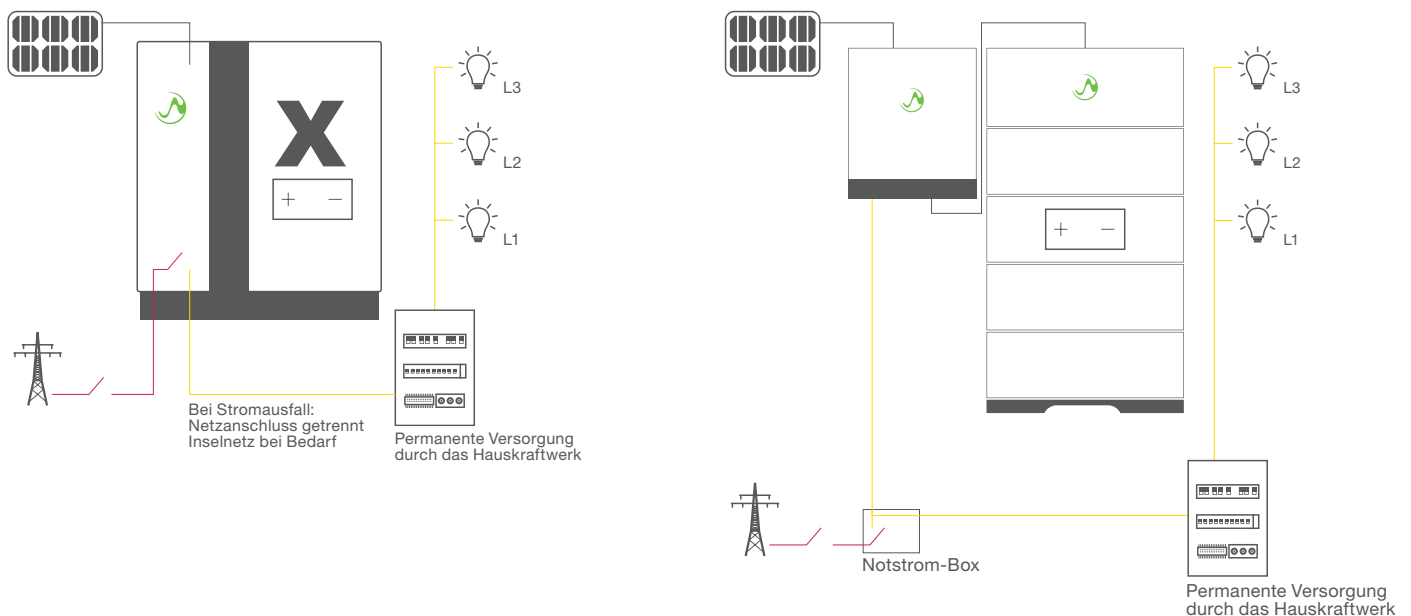 L3
L2
L1
X
+ −
Bei Stromausfall:
Netzanschluss getrennt
Inselnetz bei Bedarf
Permanente Versorgung
durch das Hauskraftwerk
L3
L2
L1
+ −
Notstrom-Box
Permanente Versorgung
durch das Hauskraftwerk